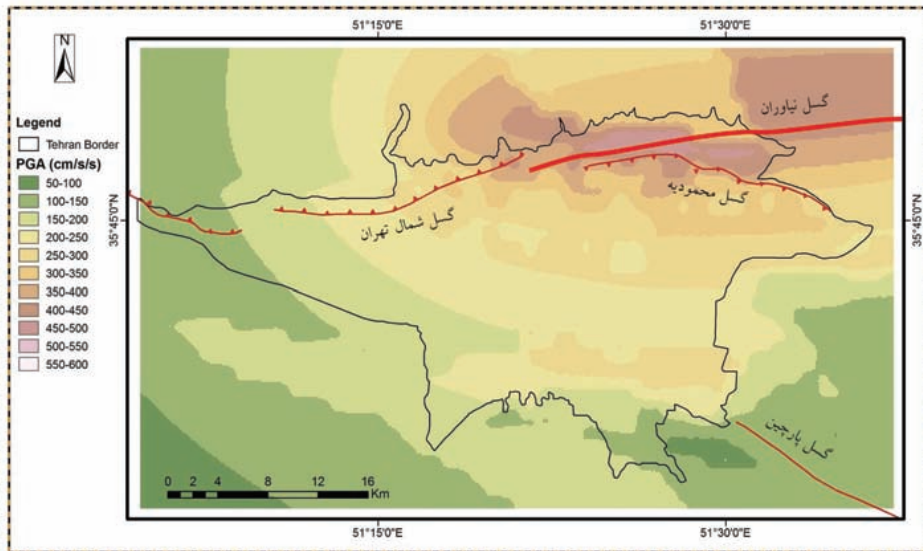 51°15'0"E
51°30'0"E
N
Legend
Tehran Border
PGA (cm/s/s)
50-100
100-150
150-200
200-250
250-300
300-350
350-400
400-450
450-500
500-550
550-600
35°45'0"N
35°45'0"N
گسل نیاوران
گسل محمودیه
گسل شمال تهران
گسل پارچین
0 2 4 8 12 16
Km
51°15'0"E
51°30'0"E